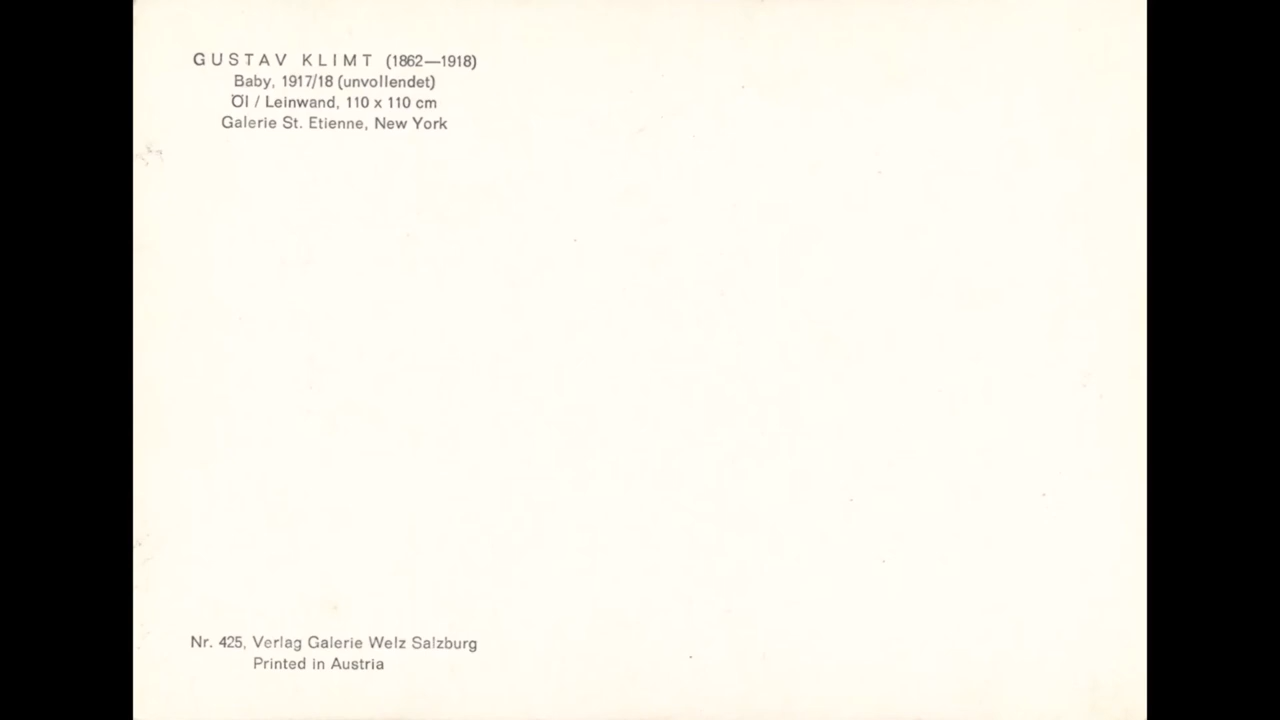 GUSTAV KLIMT (1862—1918)
Baby, 1917/18 (unvollendet)
Öl / Leinwand, 110 x 110 cm
Galerie St. Etienne, New York
Nr. 425, Verlag Galerie Welz Salzburg
Printed in Austria